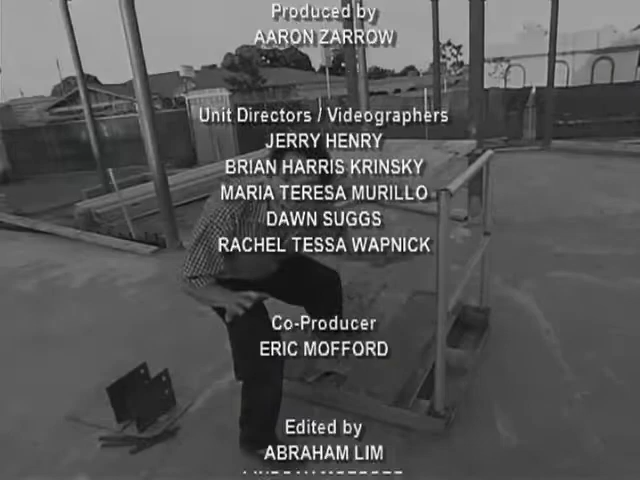 Produced by
AARON ZARROW
Unit Directors / Videographers
JERRY HENRY
BRIAN HARRIS KRINSKY
MARIA TERESA MURILLO
DAWN SUGGS
RACHEL TESSA WAPNICK
Co-Producer
ERIC MOFFORD
Edited by
ABRAHAM LIM